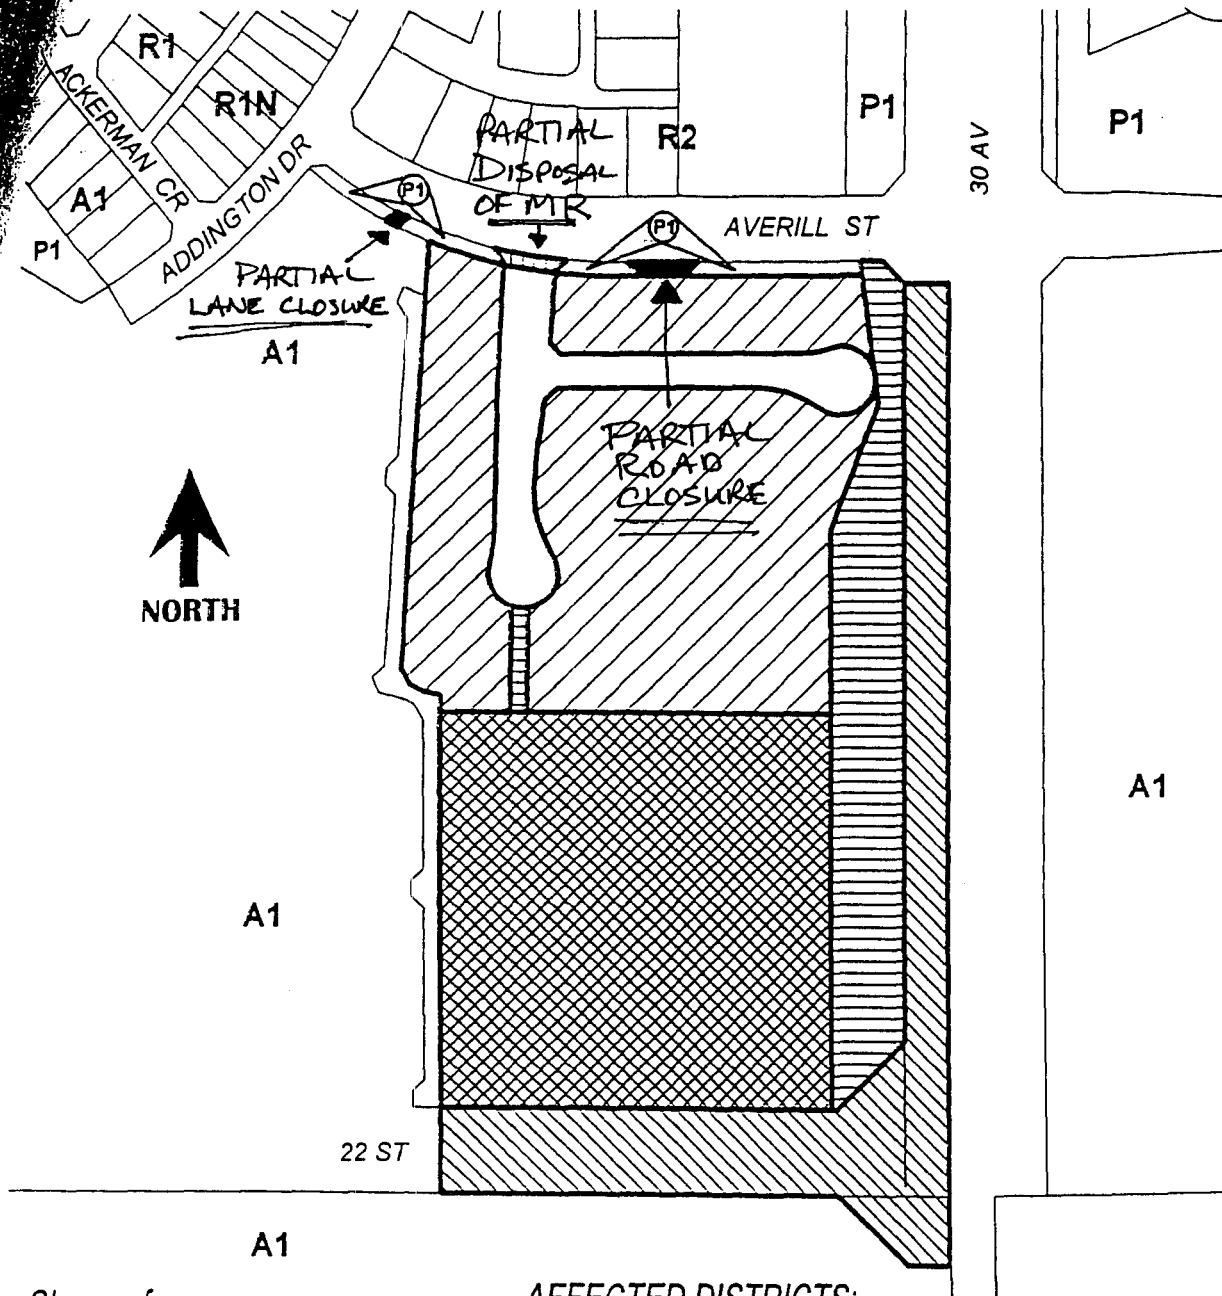 R1
R1N
ACKERMAN CR
A1
P1
ADDINGTON DR
PARTIAL
DISPOSAL
OF MR
R2
P1
P1
30 AV
P1
P1
AVERILL ST
PARTIAL
LANE CLOSURE
A1
PARTIAL
ROAD
CLOSURE
NORTH
A1
A1
22 ST
A1
AFFECTED DISTRICTS: